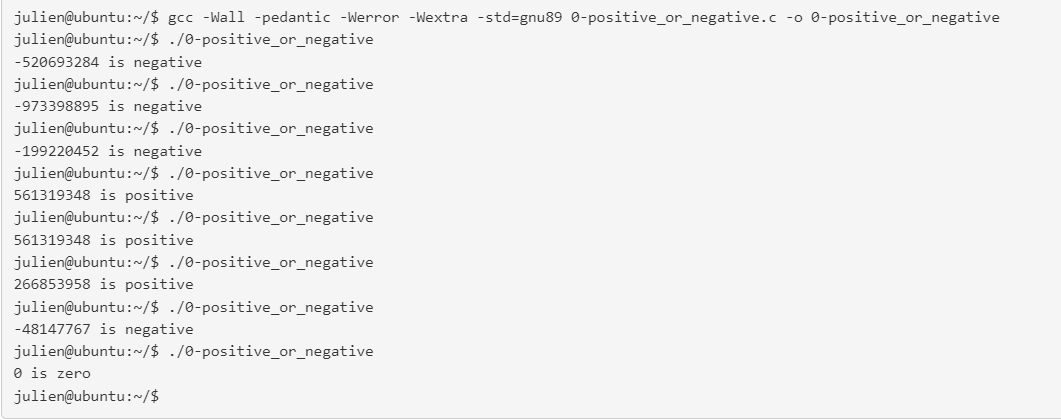 julien@ubuntu:~/$ gcc -Wall -pedantic -Werror -Wextra -std=gnu89 0-positive_or_negative.c -o 0-positive_or_negative
julien@ubuntu:~/$ ./0-positive_or_negative
-520693284 is negative
julien@ubuntu:~/$ ./0-positive_or_negative
-973398895 is negative
julien@ubuntu:~/$ ./0-positive_or_negative
-199220452 is negative
julien@ubuntu:~/$ ./0-positive_or_negative
561319348 is positive
julien@ubuntu:~/$ ./0-positive_or_negative
561319348 is positive
julien@ubuntu:~/$ ./0-positive_or_negative
266853958 is positive
julien@ubuntu:~/$ ./0-positive_or_negative
-48147767 is negative
julien@ubuntu:~/$ ./0-positive_or_negative
0 is zero
julien@ubuntu:~/$